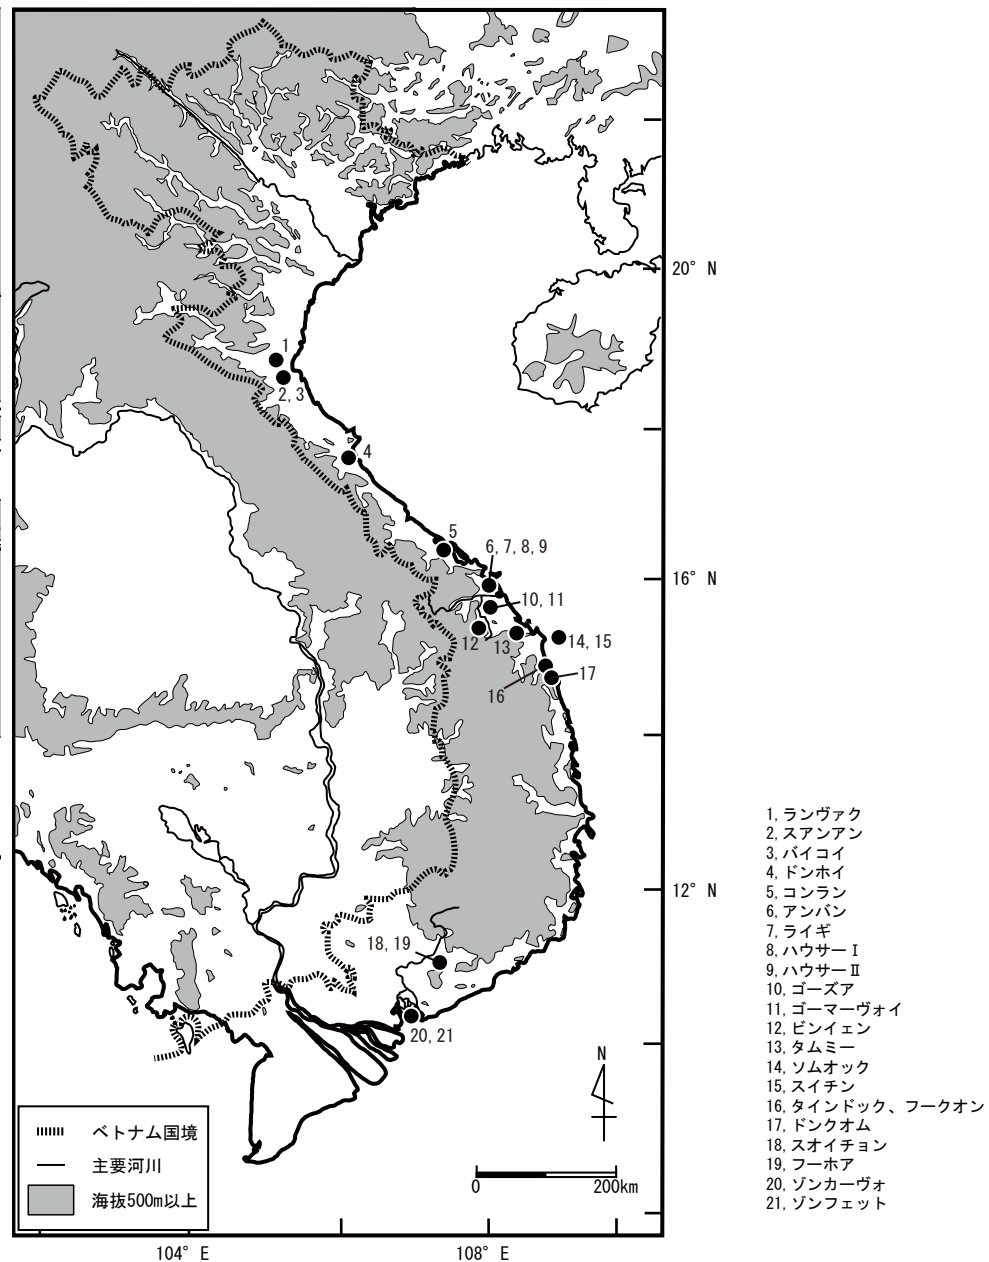 1
2, 3
4
5
6, 7, 8, 9
10, 11
12
13
14, 15
16
17
18, 19
20, 21
20° N
16° N
12° N
104° E
108° E
N
0
200km
ベトナム国境
主要河川
海抜500m以上
1, ランヴァク
2, スアンアン
3, バイコイ
4, ドンホイ
5, コンラン
6, アンバン
7, ライギ
8, ハウサーⅠ
9, ハウサーⅡ
10, ゴーズア
11, ゴーマーヴォイ
12, ビンイェン
13, タムミー
14, ソムオック
15, スイチン
16, タインドック、フークオン
17, ドンクオム
18, スオイチョン
19, フーホア
20, ゾンカーヴォ
21, ゾンフェット